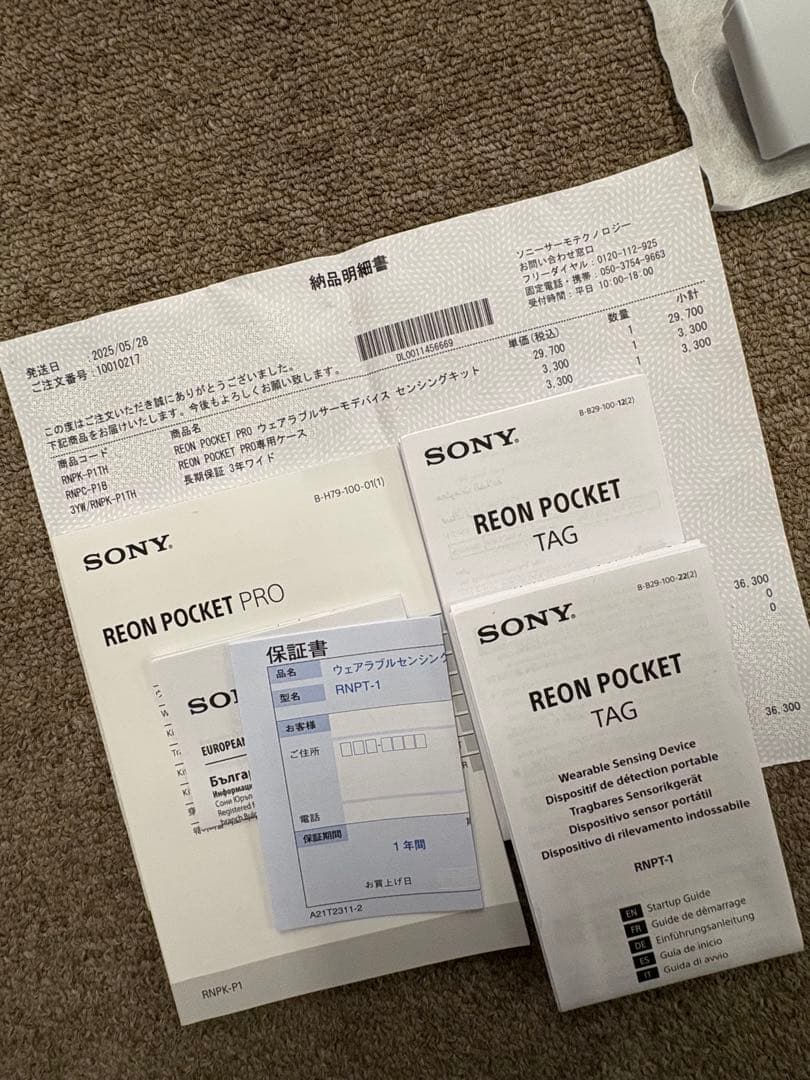 納品明細書
ソニーサーモテクノロジー
お問い合わせ窓口
フリーダイヤル：0120-112-925
固定電話・携帯：050-3754-9663
受付時間：平日 10:00-18:00
発送日 ：2025/05/28
ご注文番号：10010217
DL0011456669
この度はご注文いただき誠にありがとうございました。
下記商品をお届けいたします。今後もよろしくお願い致します。
商品コード 商品名 単価(税込) 数量 小計
RNPK-P1TH REON POCKET PRO ウェアラブルサーモデバイス センシングキット 29,700 1 29,700
RNPC-P1B REON POCKET PRO専用ケース 3,300 1 3,300
3YW/RNPK-P1TH 長期保証 3年ワイド 3,300 1 3,300
36,300
0
0
36,300
B-H79-100-01(1)
SONY
REON POCKET PRO
RNPK-P1
B-B29-100-12(2)
SONY
REON POCKET
TAG
B-B29-100-22(2)
SONY
REON POCKET
TAG
Wearable Sensing Device
Dispositif de détection portable
Tragbares Sensorikgerät
Dispositivo sensor portátil
Dispositivo di rilevamento indossabile
RNPT-1
EN Startup Guide
FR Guide de démarrage
DE Einführungsanleitung
ES Guía de inicio
IT Guida di avvio
保証書
品名 ウェアラブルセンシング
型名 RNPT-1
お客様
ご住所
電話
保証期間 1年間
お買上げ日
A21T2311-2
SO
EUROPEAN
Бълга
Информаци
Сони Юръп
Registered